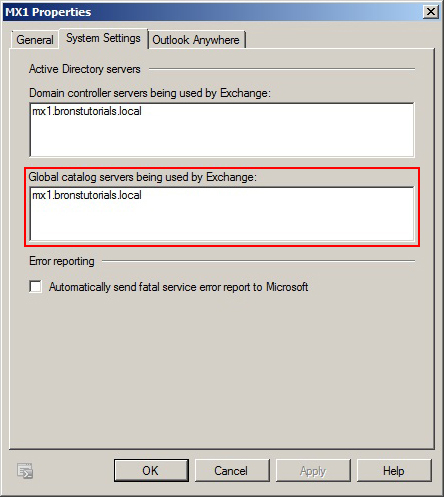 MX1 Properties
General
System Settings
Outlook Anywhere
Active Directory servers
Domain controller servers being used by Exchange:
mx1.bronstutorials.local
Global catalog servers being used by Exchange:
mx1.bronstutorials.local
Error reporting
Automatically send fatal service error report to Microsoft
OK
Cancel
Apply
Help